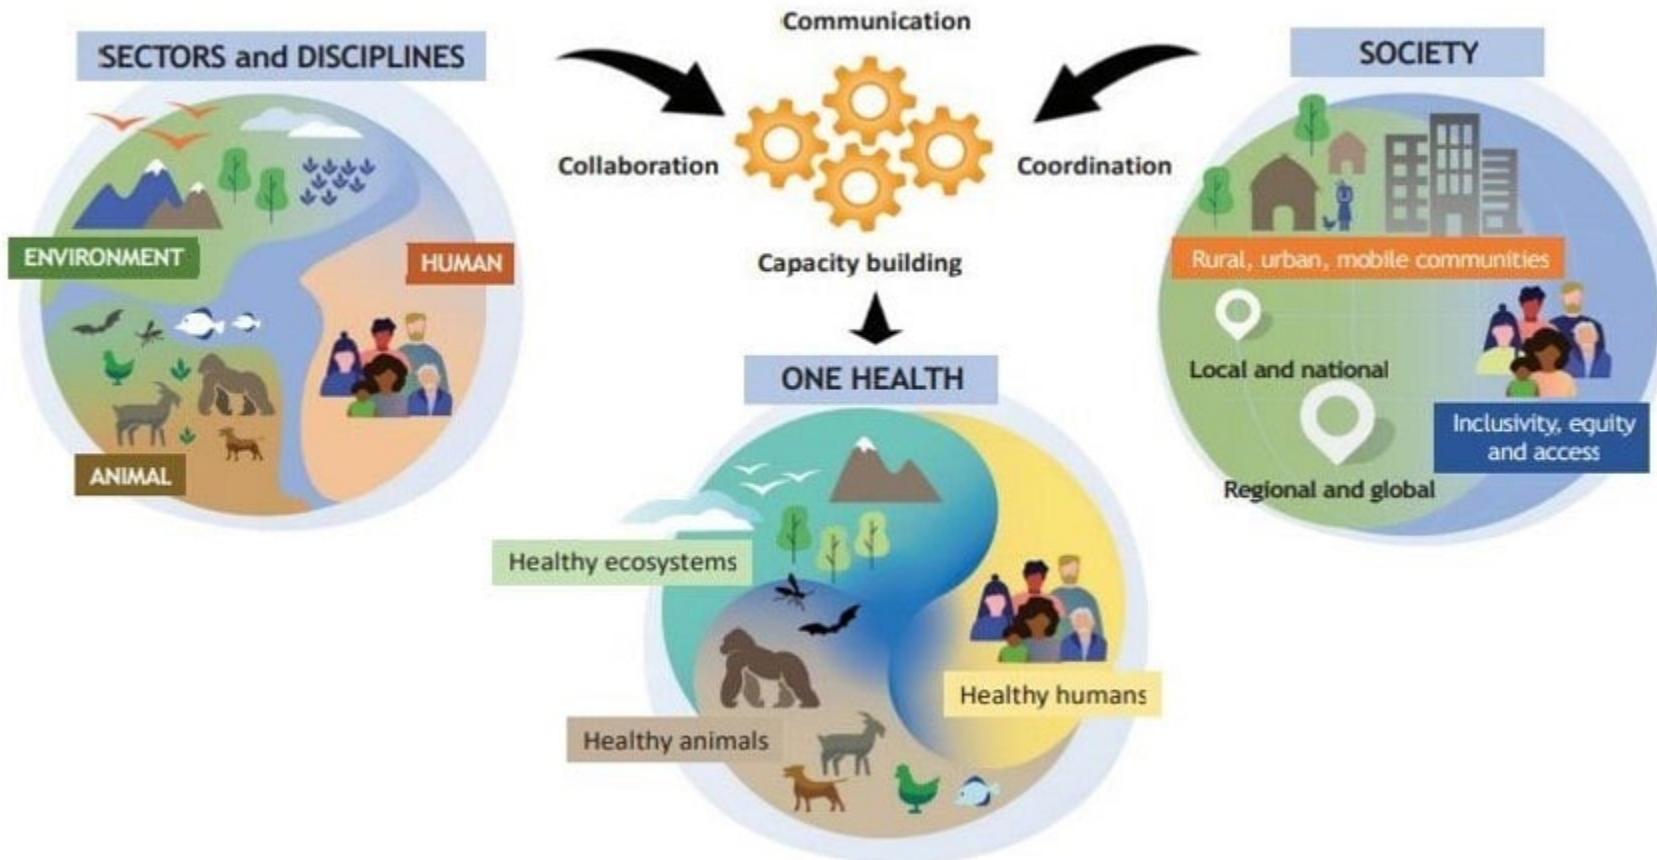 Communication
SECTORS and DISCIPLINES
SOCIETY
Collaboration
Coordination
ENVIRONMENT
HUMAN
Capacity building
Rural, urban, mobile communities
ONE HEALTH
Local and national
Inclusivity, equity
and access
ANIMAL
Regional and global
Healthy ecosystems
Healthy humans
Healthy animals